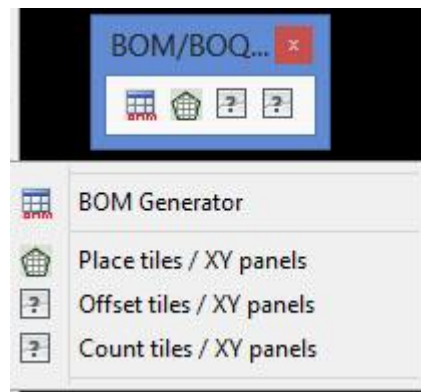 BOM/BOQ...
BOM Generator
Place tiles / XY panels
Offset tiles / XY panels
Count tiles / XY panels